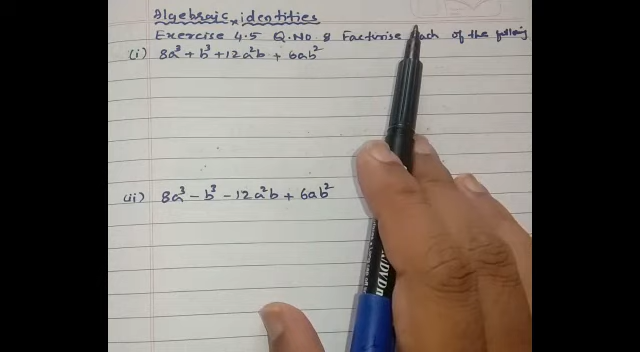 Algebraic identities
Exercise 4.5 Q.No 8 Factorise each of the following
(i) 8a³ + b³ + 12a²b + 6ab²
(ii) 8a³ - b³ - 12a²b + 6ab²